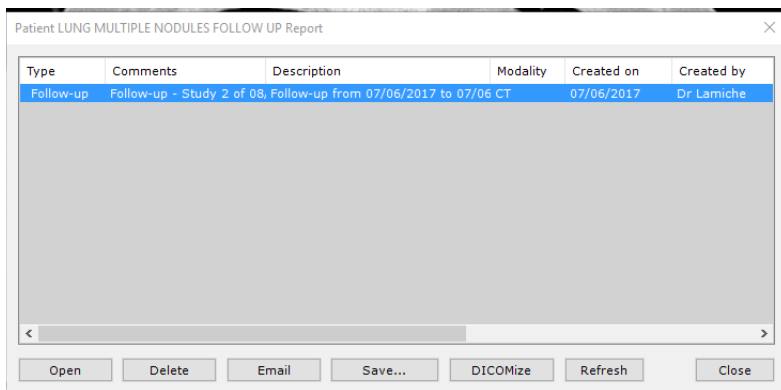 Patient LUNG MULTIPLE NODULES FOLLOW UP Report
Type Comments Description Modality Created on Created by
Follow-up Follow-up - Study 2 of 08, Follow-up from 07/06/2017 to 07/06 CT 07/06/2017 Dr Lamiche
Open Delete Email Save... DICOMize Refresh Close